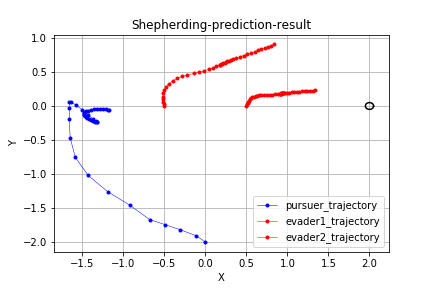 Shepherding-prediction-result
1.0
0.5
0.0
−0.5
−1.0
−1.5
−2.0
Y
pursuer_trajectory
evader1_trajectory
evader2_trajectory
−1.5 −1.0 −0.5 0.0 0.5 1.0 1.5 2.0
X